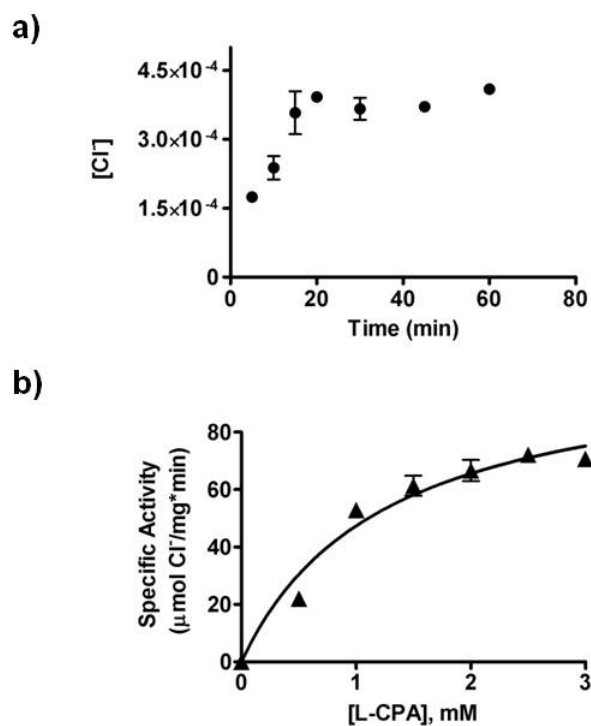 a)
[Cl⁻]
4.5×10⁻⁴
3.0×10⁻⁴
1.5×10⁻⁴
0
0 20 40 60 80
Time (min)
b)
Specific Activity
(µmol Cl⁻/mg*min)
80
60
40
20
0
0 1 2 3
[L-CPA], mM